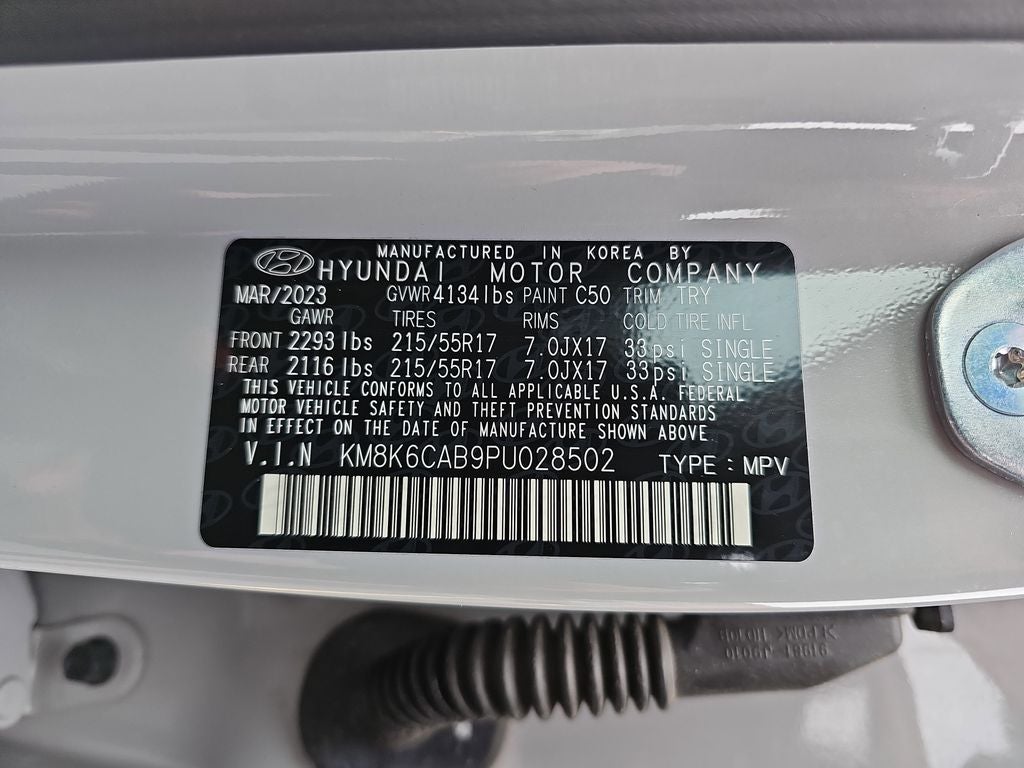 MANUFACTURED IN KOREA BY
HYUNDAI MOTOR COMPANY
MAR/2023 GVWR 4134 lbs PAINT C50 TRIM TRY
GAWR TIRES RIMS COLD TIRE INFL
FRONT 2293 lbs 215/55R17 7.0JX17 33psi SINGLE
REAR 2116 lbs 215/55R17 7.0JX17 33psi SINGLE
THIS VEHICLE CONFORMS TO ALL APPLICABLE U.S.A. FEDERAL
MOTOR VEHICLE SAFETY AND THEFT PREVENTION STANDARDS
IN EFFECT ON THE DATE OF MANUFACTURE SHOWN ABOVE.
V.I.N KM8K6CAB9PU028502 TYPE : MPV